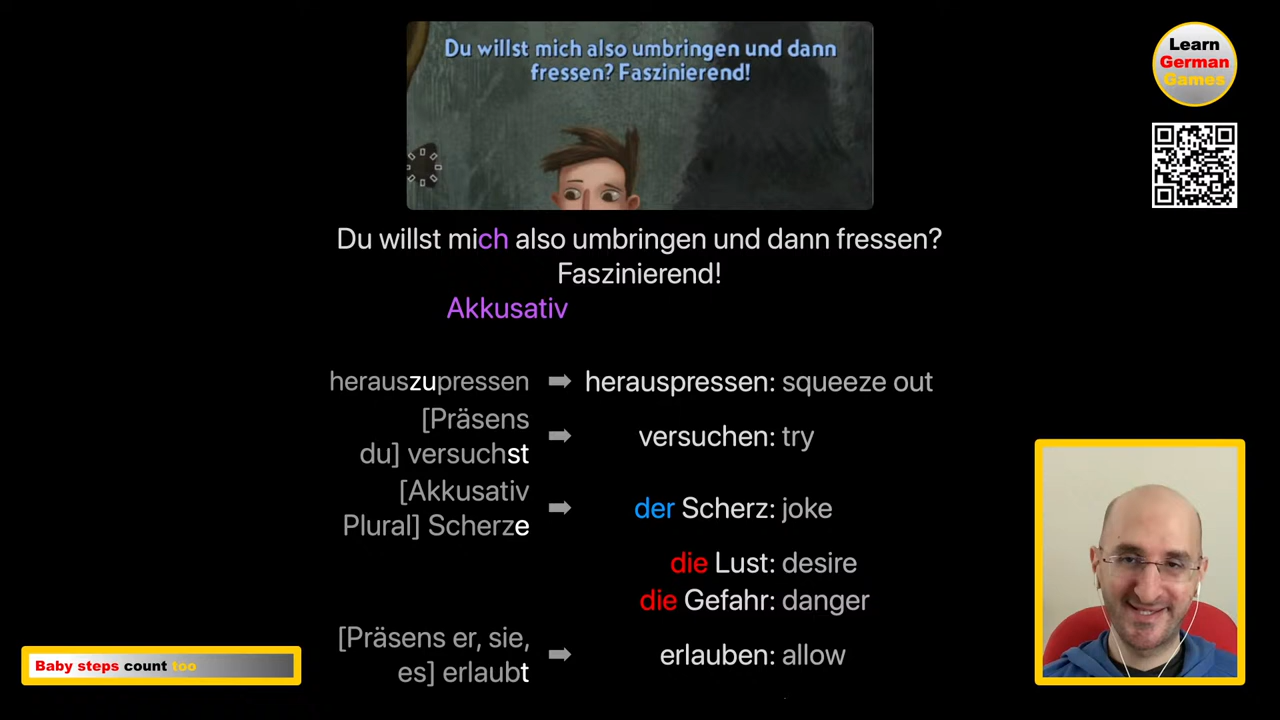 Du willst mich also umbringen und dann
fressen? Faszinierend!
Learn
German
Games
Du willst mich also umbringen und dann fressen?
Faszinierend!
Akkusativ
herauszupressen ➡ herauspressen: squeeze out
[Präsens
du] versuchst ➡ versuchen: try
[Akkusativ
Plural] Scherze ➡ der Scherz: joke
die Lust: desire
die Gefahr: danger
[Präsens er, sie,
es] erlaubt ➡ erlauben: allow
Baby steps count too